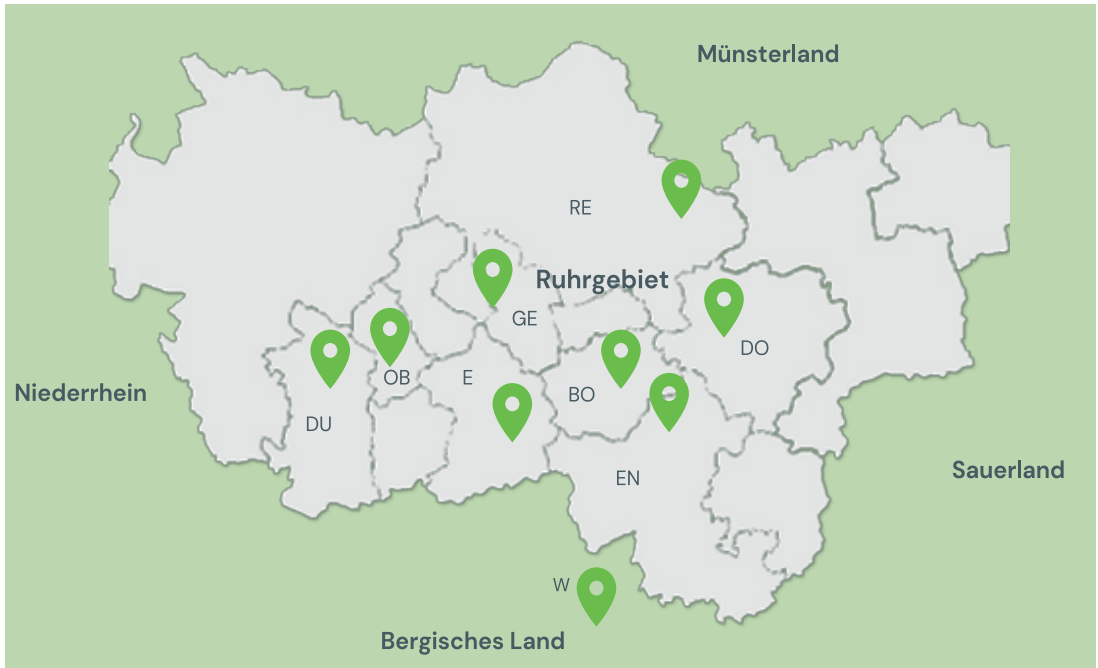 Münsterland
RE
Ruhrgebiet
GE
DO
OB
E
Niederrhein
BO
DU
Sauerland
EN
W
Bergisches Land